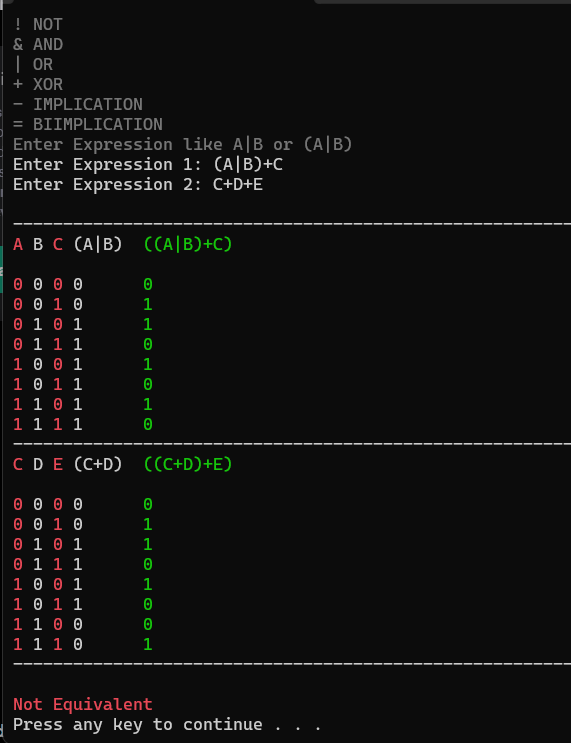 ! NOT
& AND
| OR
+ XOR
- IMPLICATION
= BIIMPLICATION
Enter Expression like A|B or (A|B)
Enter Expression 1: (A|B)+C
Enter Expression 2: C+D+E
--------------------------------------------------------
A B C (A|B)  ((A|B)+C)
0 0 0 0      0
0 0 1 0      1
0 1 0 1      1
0 1 1 1      0
1 0 0 1      1
1 0 1 1      0
1 1 0 1      1
1 1 1 1      0
--------------------------------------------------------
C D E (C+D)  ((C+D)+E)
0 0 0 0      0
0 0 1 0      1
0 1 0 1      1
0 1 1 1      0
1 0 0 1      1
1 0 1 1      0
1 1 0 0      0
1 1 1 0      1
--------------------------------------------------------
Not Equivalent
Press any key to continue . . .